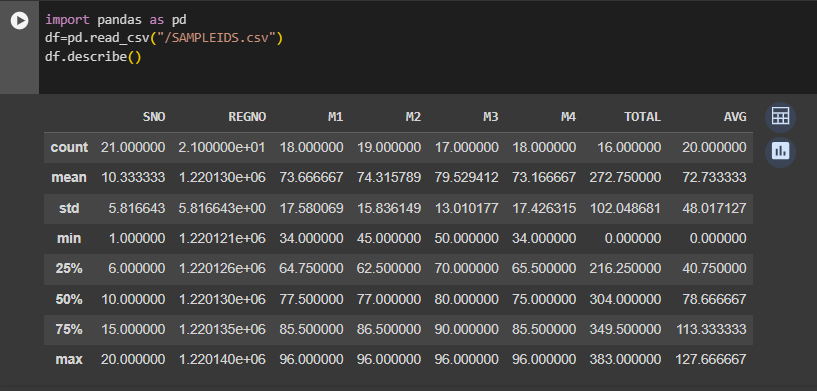 import pandas as pd
df=pd.read_csv("/SAMPLEIDS.csv")
df.describe()
SNO REGNO M1 M2 M3 M4 TOTAL AVG
count 21.000000 2.100000e+01 18.000000 19.000000 17.000000 18.000000 16.000000 20.000000
mean 10.333333 1.220130e+06 73.666667 74.315789 79.529412 73.166667 272.750000 72.733333
std 5.816643 5.816643e+00 17.580069 15.836149 13.010177 17.426315 102.048681 48.017127
min 1.000000 1.220121e+06 34.000000 45.000000 50.000000 34.000000 0.000000 0.000000
25% 6.000000 1.220126e+06 64.750000 62.500000 70.000000 65.500000 216.250000 40.750000
50% 10.000000 1.220130e+06 77.500000 77.000000 80.000000 75.000000 304.000000 78.666667
75% 15.000000 1.220135e+06 85.500000 86.500000 90.000000 85.500000 349.500000 113.333333
max 20.000000 1.220140e+06 96.000000 96.000000 96.000000 96.000000 383.000000 127.666667